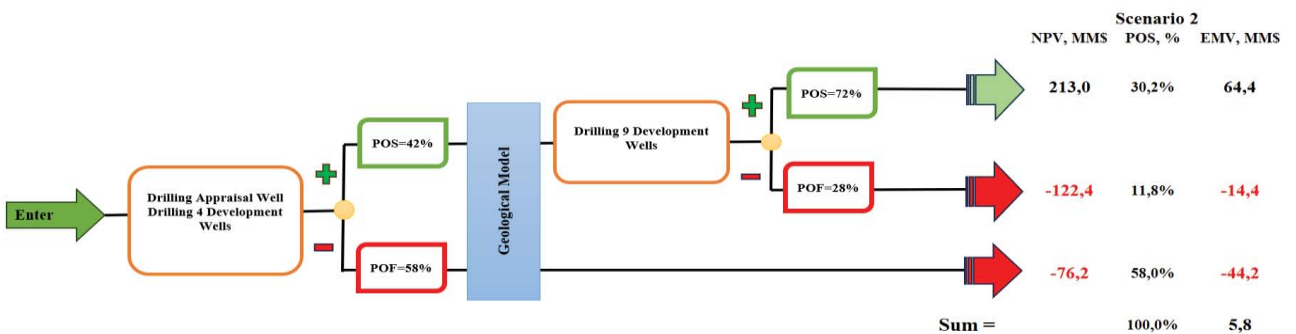 Scenario 2
NPV, MM$ POS, % EMV, MM$
POS=72%
213,0 30,2% 64,4
Drilling 9 Development
Wells
POS=42%
POF=28%
-122,4 11,8% -14,4
Drilling Appraisal Well
Drilling 4 Development
Wells
Enter
Geological Model
POF=58%
-76,2 58,0% -44,2
Sum = 100,0% 5,8